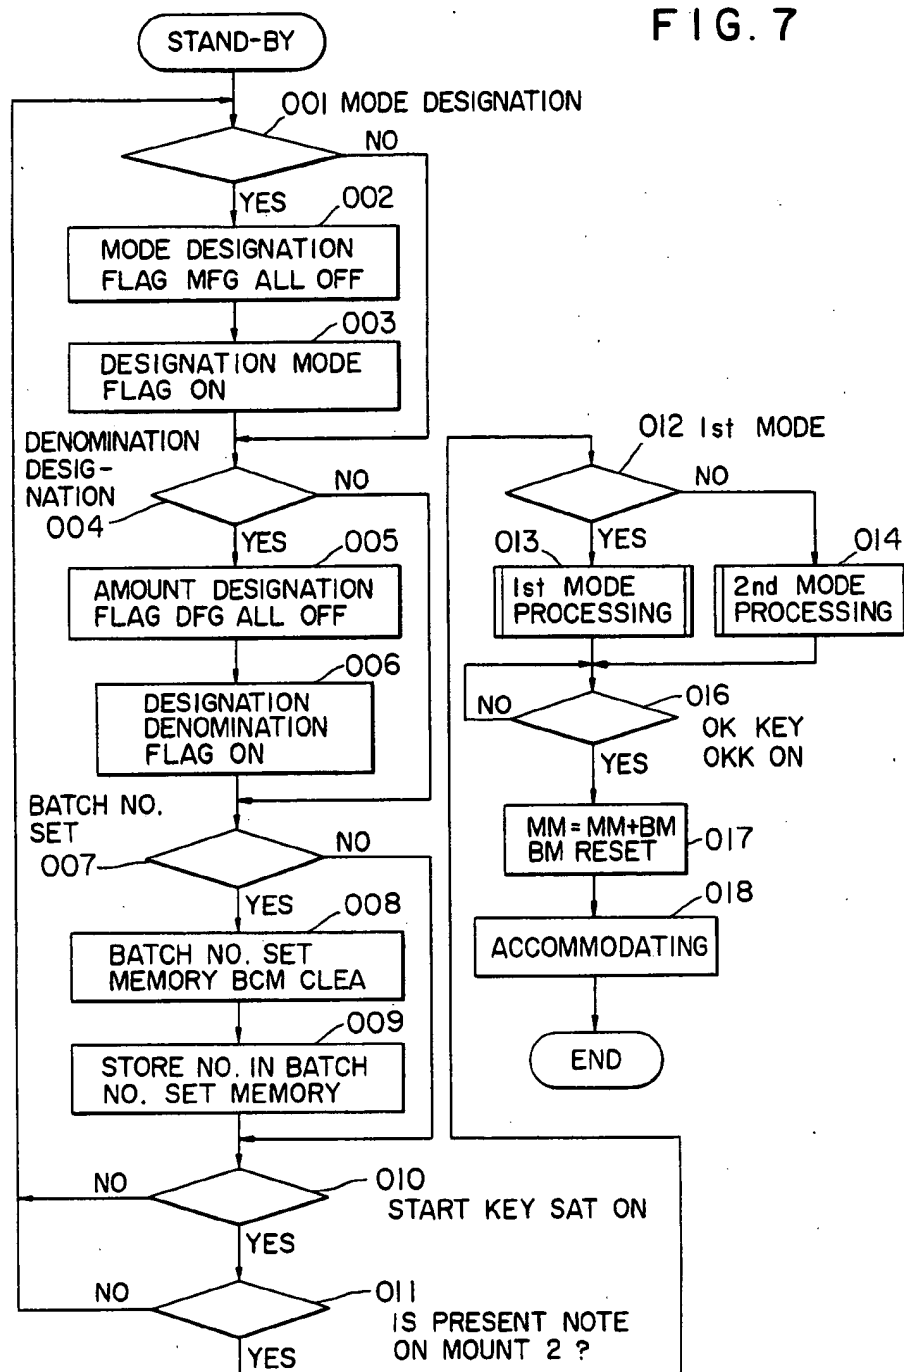 FIG. 7
STAND-BY
001 MODE DESIGNATION
NO
YES
002
MODE DESIGNATION
FLAG MFG ALL OFF
003
DESIGNATION MODE
FLAG ON
DENOMINATION
DESIG-
NATION
004
NO
YES
005
AMOUNT DESIGNATION
FLAG DFG ALL OFF
006
DESIGNATION
DENOMINATION
FLAG ON
BATCH NO.
SET
007
NO
YES
008
BATCH NO. SET
MEMORY BCM CLEA
009
STORE NO. IN BATCH
NO. SET MEMORY
NO
010
START KEY SAT ON
YES
NO
011
IS PRESENT NOTE
ON MOUNT 2 ?
YES
012 1st MODE
NO
YES
013
1st MODE
PROCESSING
014
2nd MODE
PROCESSING
NO
016
OK KEY
OKK ON
YES
MM=MM+BM
BM RESET
017
018
ACCOMMODATING
END